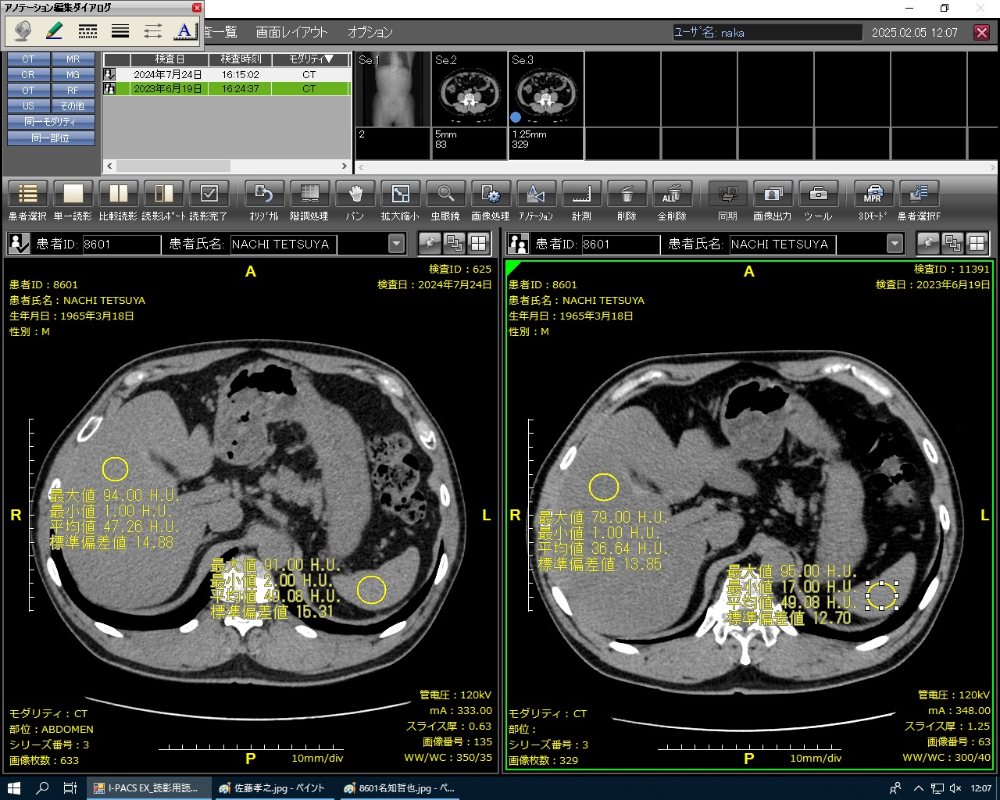 アノテーション編集ダイアログ
査一覧 画面レイアウト オプション
ユーザ名: naka
2025.02.05 12:07
CT MR
CR MG
OT RF
US その他
同一モダリティ
同一部位
検査日 検査時刻 モダリティ▼
2024年7月24日 16:15:02 CT
2023年6月19日 16:24:37 CT
Se.1 Se.2 Se.3
2
5mm
83
1.25mm
329
患者選択 単一読影 比較読影 読影レポート 読影完了 オリジナル 階調処理 パン 拡大縮小 虫眼鏡 画像処理 アノテーション 計測 削除 全削除 同期 画像出力 ツール 3Dモード 患者選択F
ALL
MPR
患者ID: 8601 患者氏名: NACHI TETSUYA
患者ID: 8601 患者氏名: NACHI TETSUYA
A
検査ID : 625
患者ID : 8601
検査日 : 2024年7月24日
患者氏名 : NACHI TETSUYA
生年月日 : 1965年3月18日
性別 : M
R
L
最大値 94.00 H.U.
最小値 1.00 H.U.
平均値 47.26 H.U.
標準偏差値 14.88
最大値 91.00 H.U.
最小値 2.00 H.U.
平均値 49.08 H.U.
標準偏差値 15.31
管電圧 : 120kV
mA : 333.00
スライス厚 : 0.63
画像番号 : 135
WW/WC : 350/35
モダリティ : CT
部位 : ABDOMEN
シリーズ番号 : 3
画像枚数 : 633
P
10mm/div
A
検査ID : 11391
患者ID : 8601
検査日 : 2023年6月19日
患者氏名 : NACHI TETSUYA
生年月日 : 1965年3月18日
性別 : M
R
L
最大値 79.00 H.U.
最小値 1.00 H.U.
平均値 36.64 H.U.
標準偏差値 13.85
最大値 95.00 H.U.
最小値 17.00 H.U.
平均値 49.08 H.U.
標準偏差値 12.70
管電圧 : 120kV
mA : 348.00
スライス厚 : 1.25
画像番号 : 63
WW/WC : 300/40
モダリティ : CT
部位 :
シリーズ番号 : 3
画像枚数 : 329
P
10mm/div
I-PACS EX_読影用読...
佐藤孝之.jpg - ペイント
8601名知哲也.jpg - ペ...
12:07